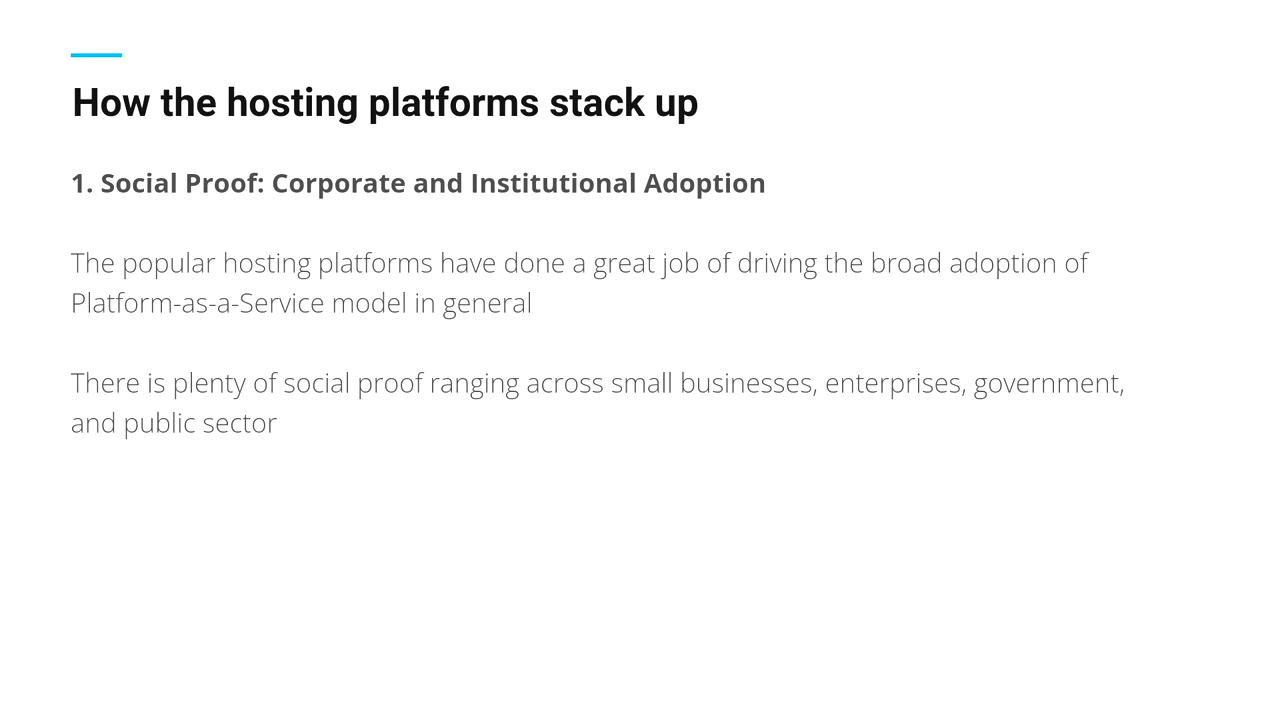 How the hosting platforms stack up
1. Social Proof: Corporate and Institutional Adoption
The popular hosting platforms have done a great job of driving the broad adoption of
Platform-as-a-Service model in general
There is plenty of social proof ranging across small businesses, enterprises, government,
and public sector